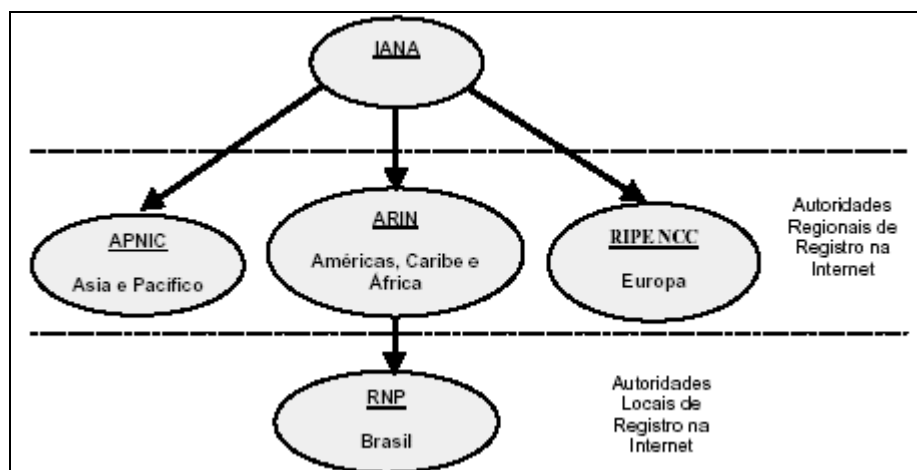 IANA
APNIC
Asia e Pacífico
ARIN
Américas, Caribe e
África
RIPE NCC
Europa
Autoridades
Regionais de
Registro na
Internet
RNP
Brasil
Autoridades
Locais de
Registro na
Internet